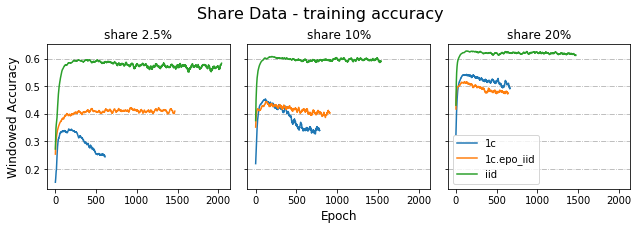 Share Data - training accuracy
share 2.5%
share 10%
share 20%
Windowed Accuracy
0.6
0.5
0.4
0.3
0.2
0 500 1000 1500 2000
0 500 1000 1500 2000
0 500 1000 1500 2000
1c
1c.epo_iid
iid
Epoch